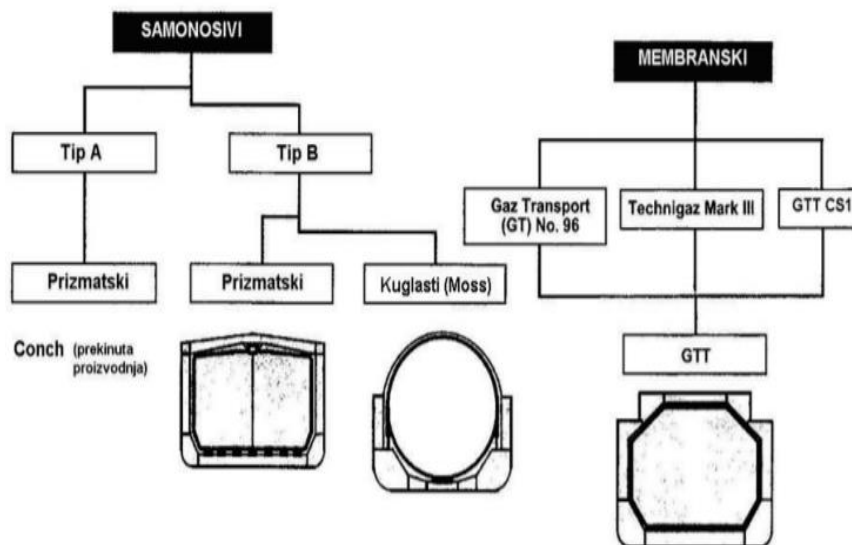 SAMONOSIVI
MEMBRANSKI
Tip A
Tip B
Gaz Transport
(GT) No. 96
Technigaz Mark III
GTT CS1
Prizmatski
Prizmatski
Kuglasti (Moss)
Conch (prekinuta
proizvodnja)
GTT